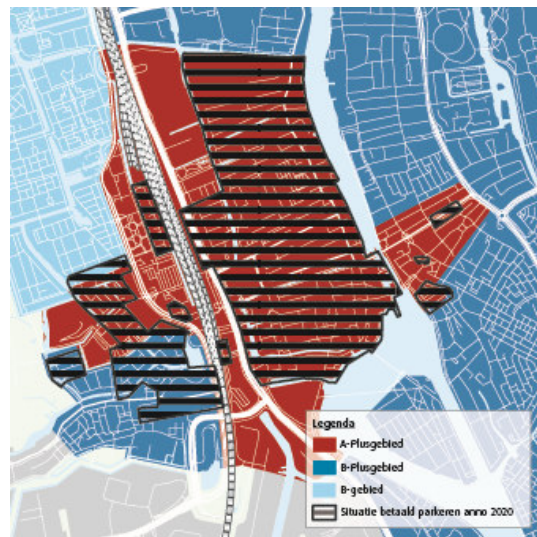 Legenda
A-Plusgebied
B-Plusgebied
B-gebied
Situatie betaald parkeren anno 2020